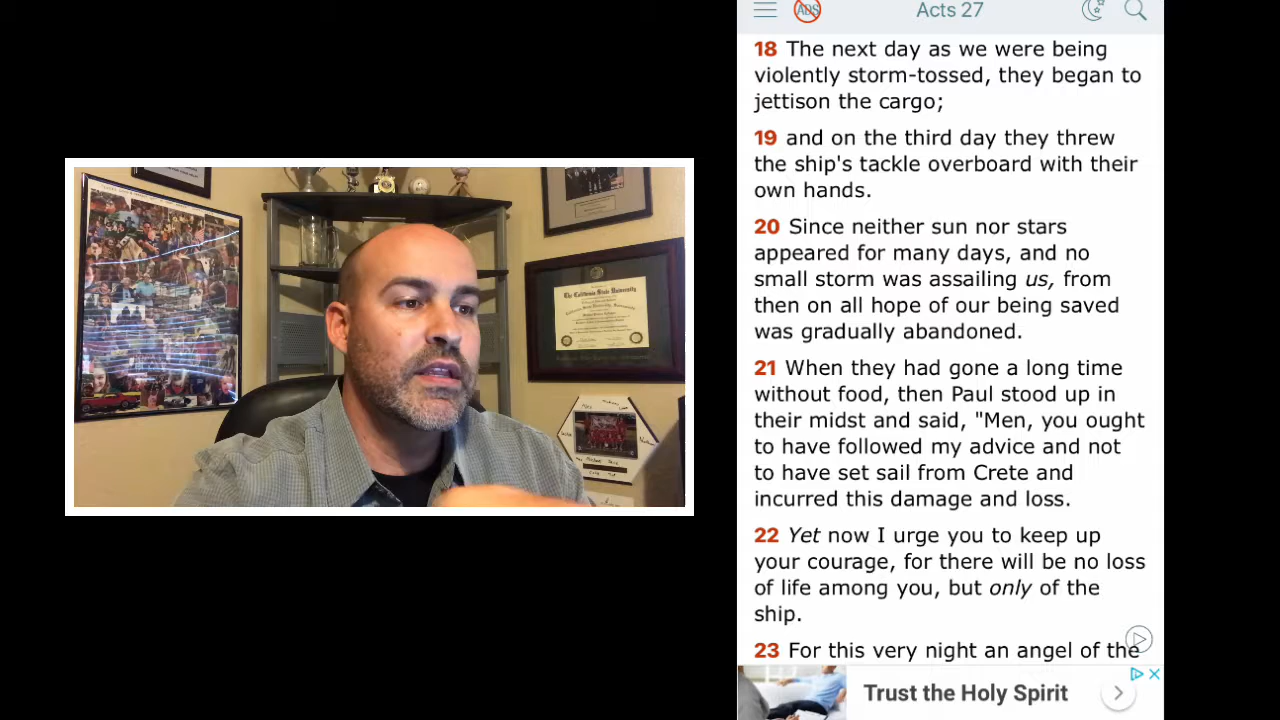 ADS
Acts 27
18 The next day as we were being
violently storm-tossed, they began to
jettison the cargo;
19 and on the third day they threw
the ship's tackle overboard with their
own hands.
20 Since neither sun nor stars
appeared for many days, and no
small storm was assailing us, from
then on all hope of our being saved
was gradually abandoned.
21 When they had gone a long time
without food, then Paul stood up in
their midst and said, "Men, you ought
to have followed my advice and not
to have set sail from Crete and
incurred this damage and loss.
22 Yet now I urge you to keep up
your courage, for there will be no loss
of life among you, but only of the
ship.
23 For this very night an angel of the
Trust the Holy Spirit
The California State University